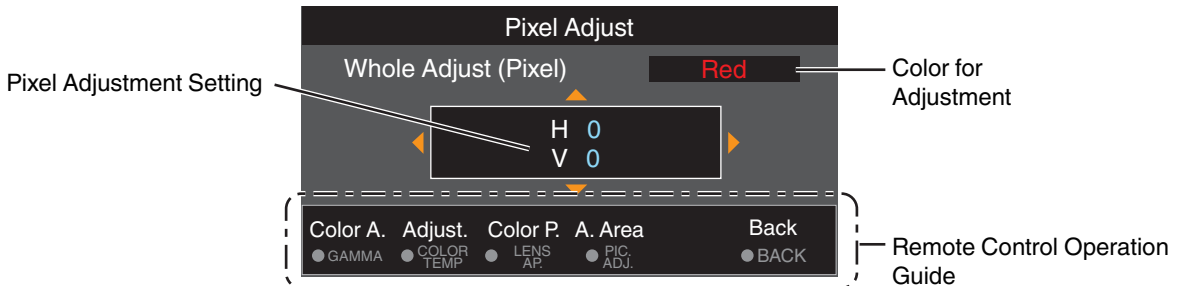 Pixel Adjust
Whole Adjust (Pixel) Red
Pixel Adjustment Setting
Color for
Adjustment
H 0
V 0
Color A. Adjust. Color P. A. Area Back
GAMMA COLOR TEMP LENS AP. PIC. ADJ. BACK
Remote Control Operation
Guide